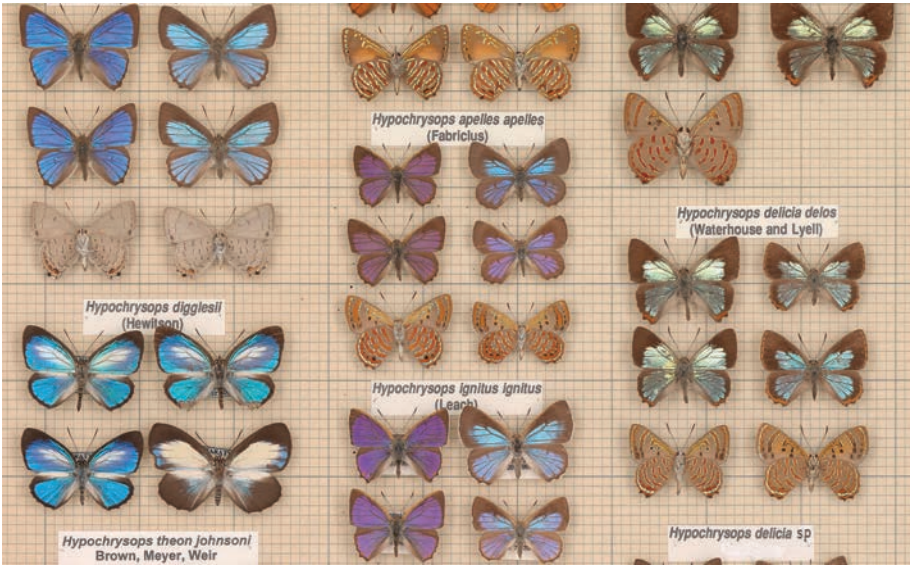 Hypochrysops apelles apelles
(Fabricius)
Hypochrysops delicia delos
(Waterhouse and Lyell)
Hypochrysops digglesii
(Hewitson)
Hypochrysops ignitus ignitus
(Leach)
Hypochrysops theon johnsoni
Brown, Meyer, Weir
Hypochrysops delicia sp